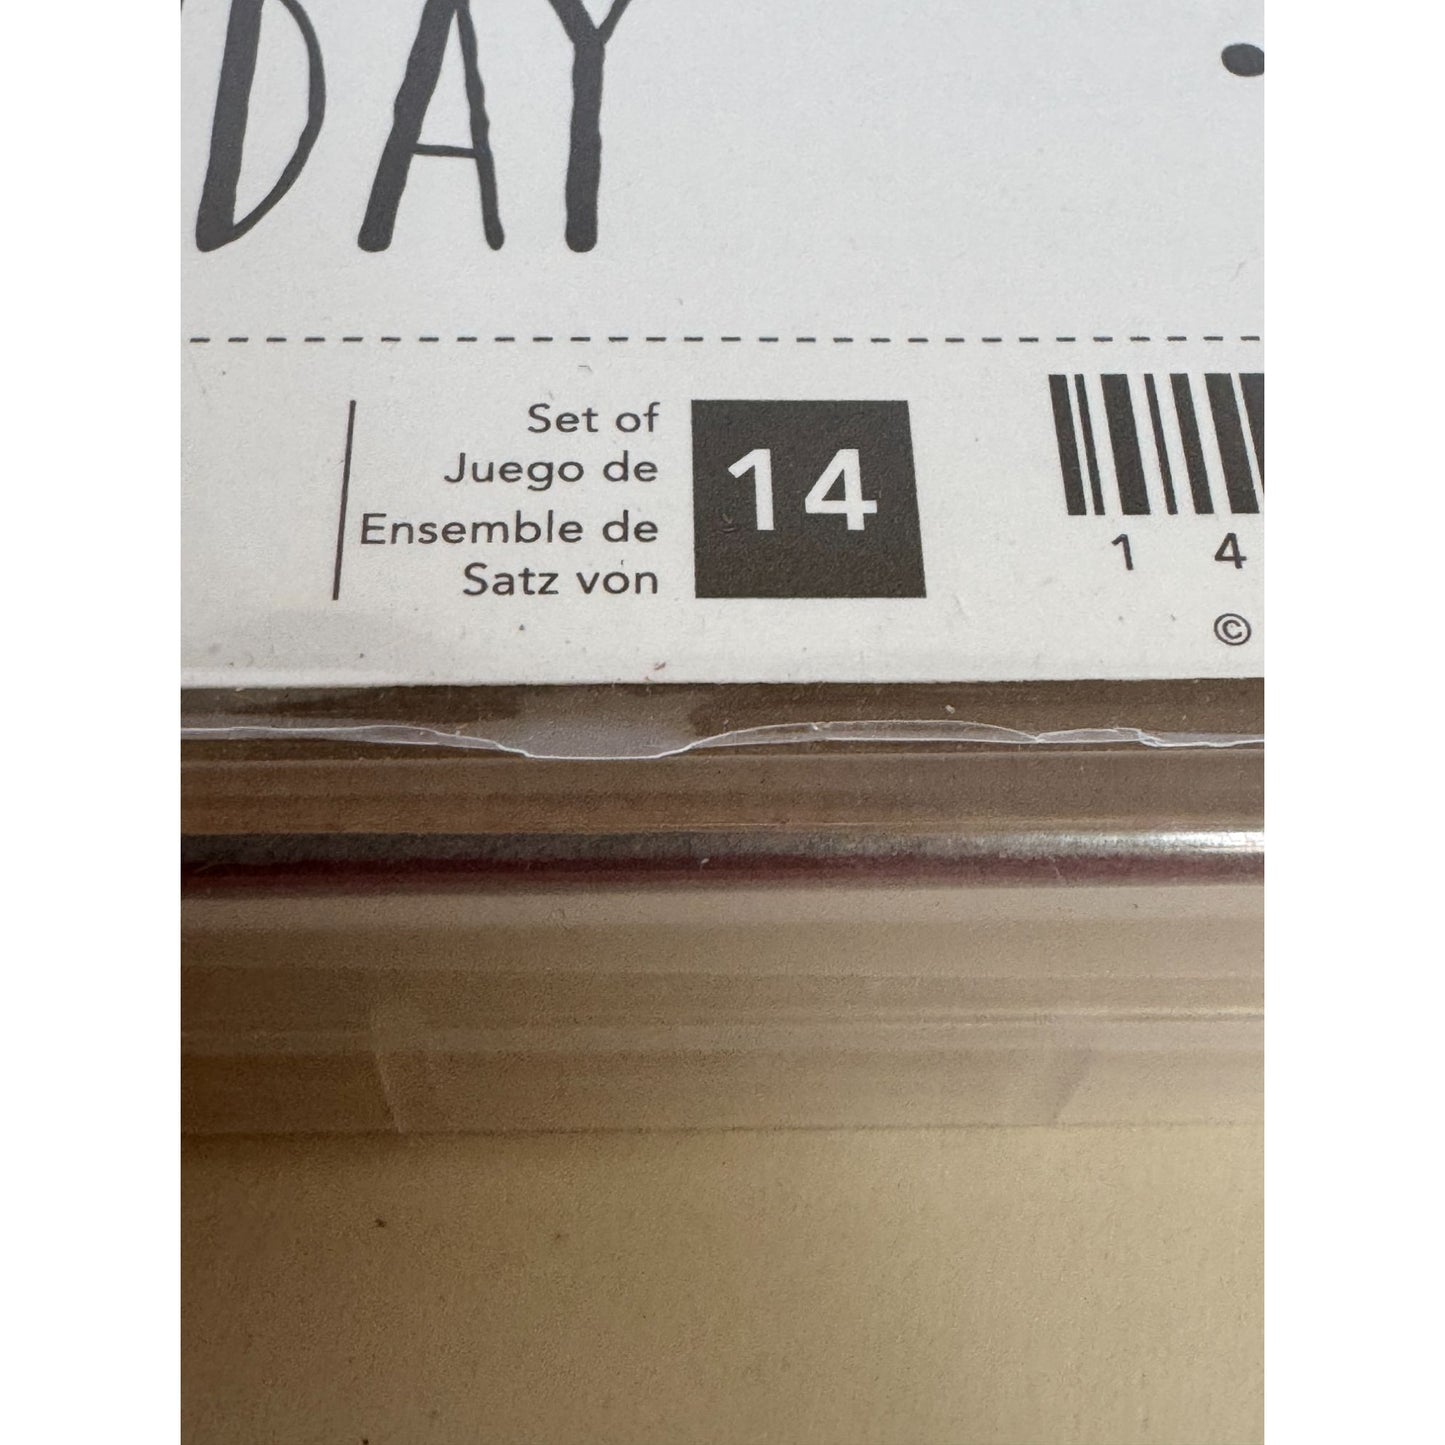 DAY
Set of
Juego de
Ensemble de
Satz von
14
1 4
©